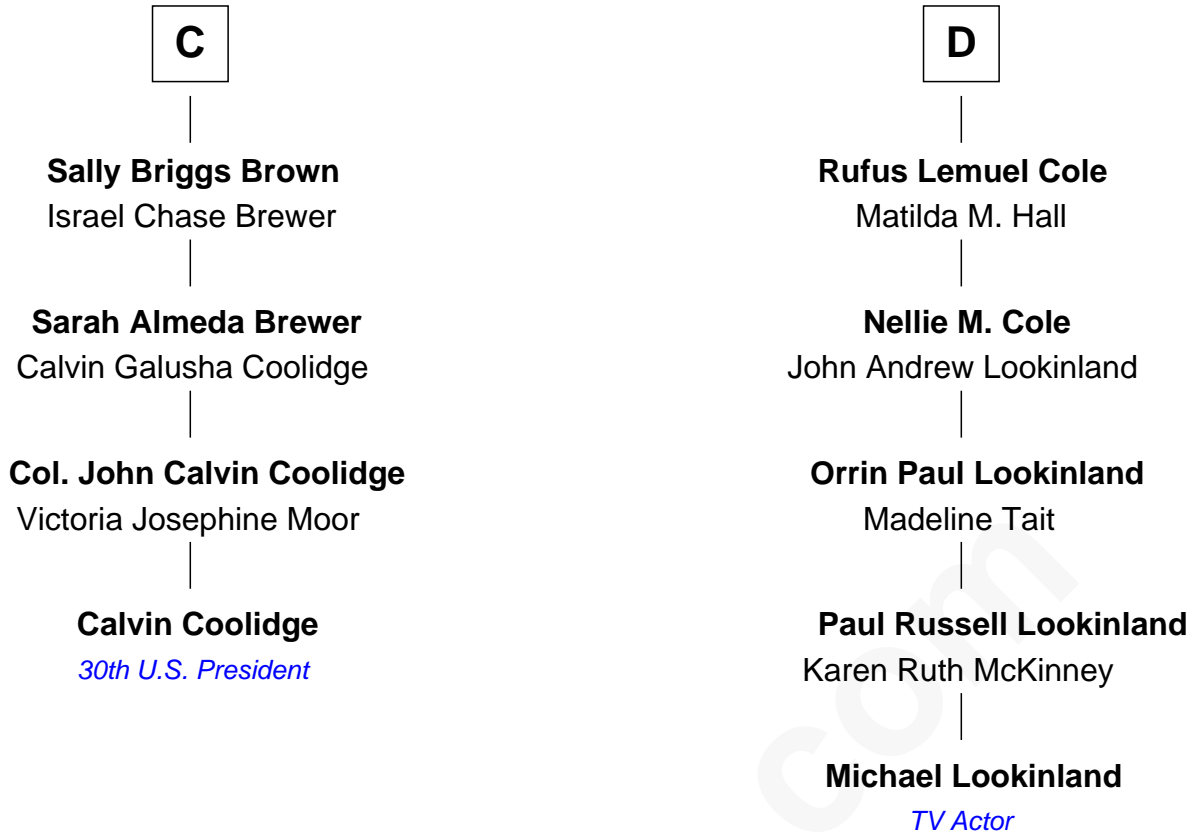 C
Sally Briggs Brown
Israel Chase Brewer
Sarah Almeda Brewer
Calvin Galusha Coolidge
Col. John Calvin Coolidge
Victoria Josephine Moor
Calvin Coolidge
30th U.S. President
D
Rufus Lemuel Cole
Matilda M. Hall
Nellie M. Cole
John Andrew Lookinland
Orrin Paul Lookinland
Madeline Tait
Paul Russell Lookinland
Karen Ruth McKinney
Michael Lookinland
TV Actor
com